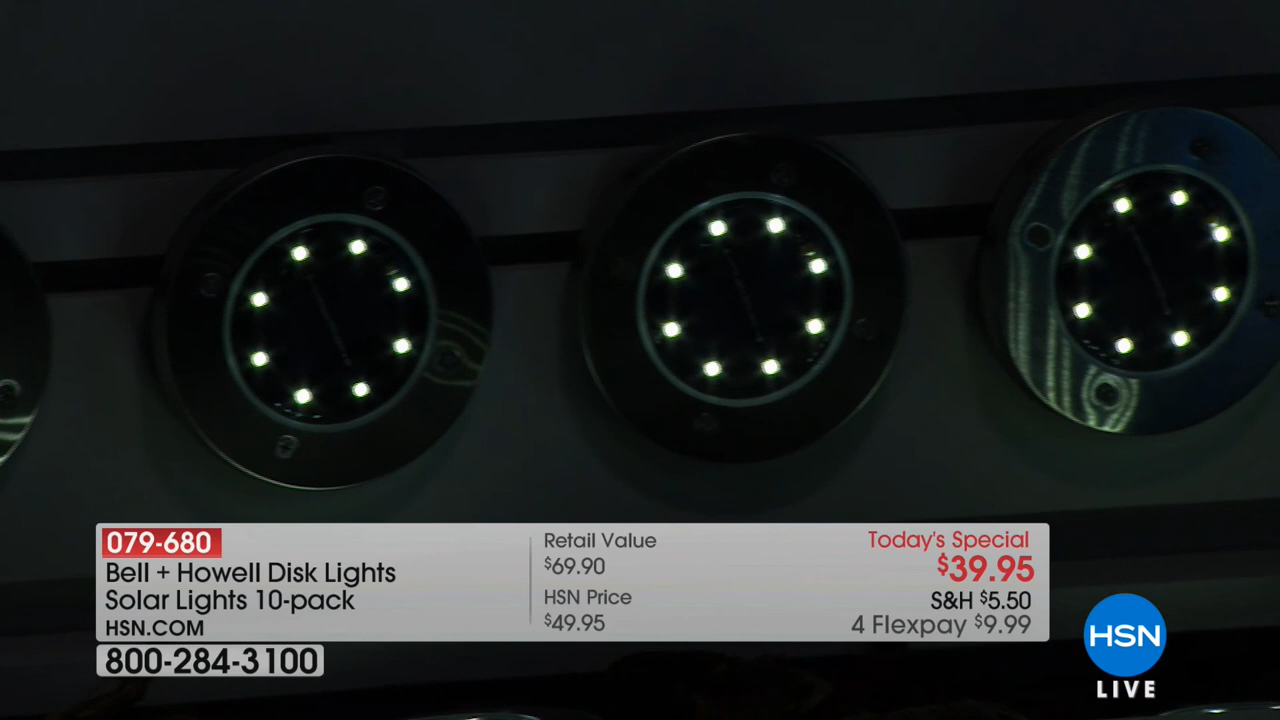 079-680
Bell + Howell Disk Lights
Solar Lights 10-pack
HSN.COM
800-284-3100
Retail Value
$69.90
HSN Price
$49.95
Today's Special
$39.95
S&H $5.50
4 Flexpay $9.99
HSN
LIVE